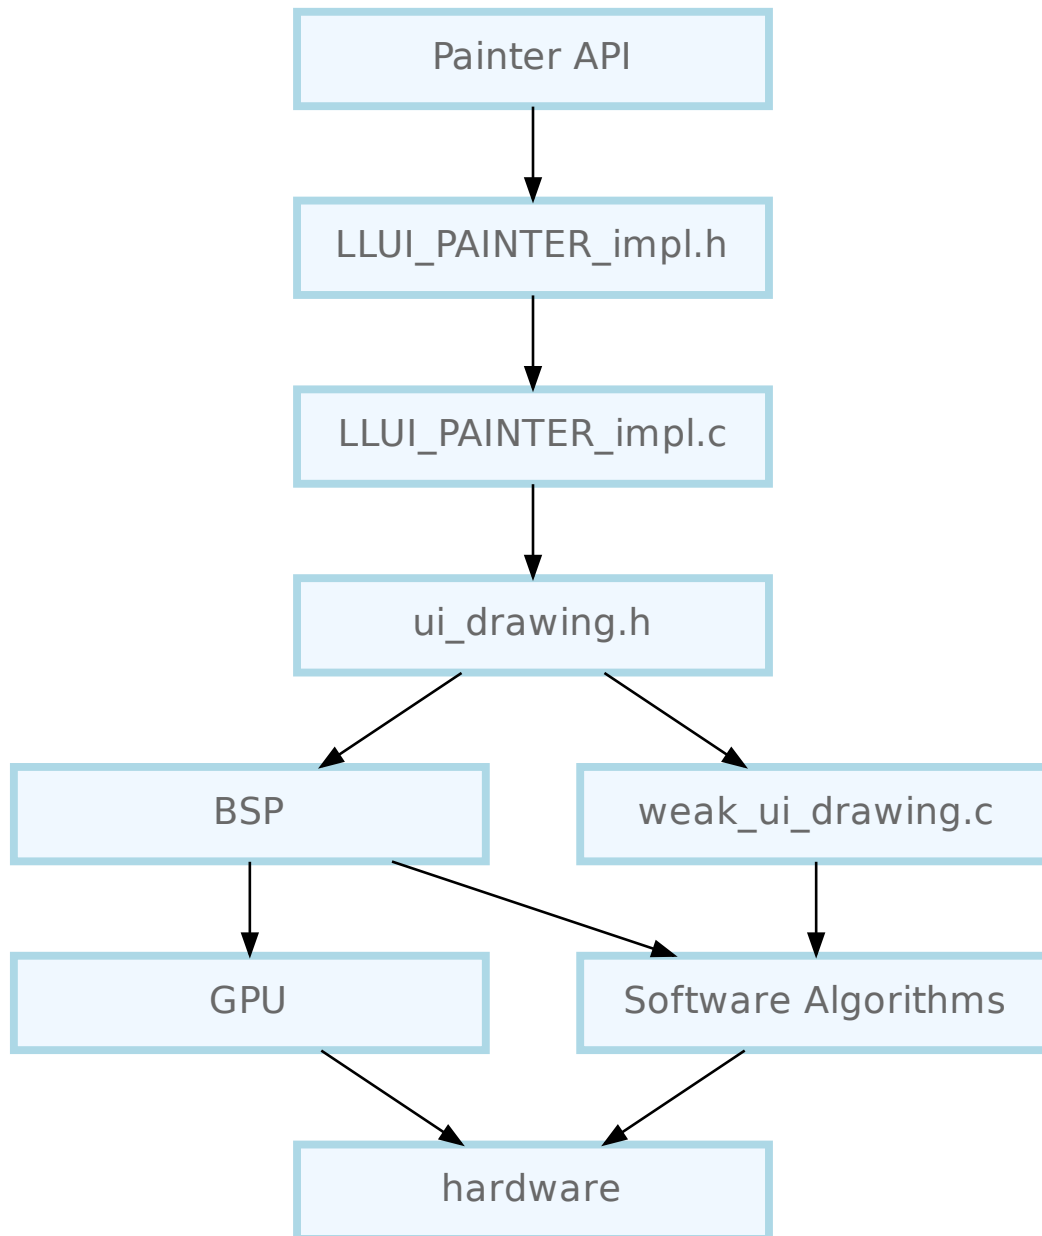 Painter API
LLUI_PAINTER_impl.h
LLUI_PAINTER_impl.c
ui_drawing.h
BSP
weak_ui_drawing.c
GPU
Software Algorithms
hardware